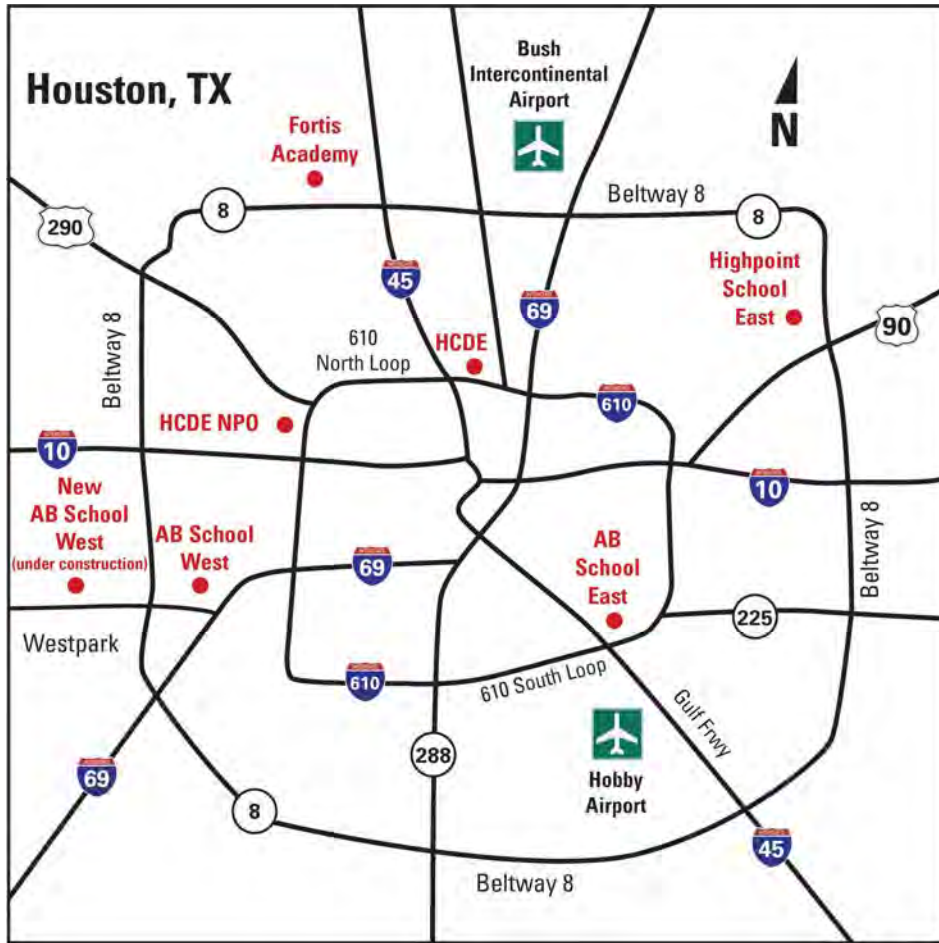 Houston, TX
Bush
Intercontinental
Airport
N
Fortis
Academy
Beltway 8
8
8
290
45
69
Highpoint
School
East
90
Beltway 8
610
North Loop
HCDE
610
HCDE NPO
10
10
New
AB School
West
(under construction)
AB School
West
69
AB
School
East
Beltway 8
225
Westpark
610
610 South Loop
Gulf Frwy
288
69
8
Hobby
Airport
45
Beltway 8